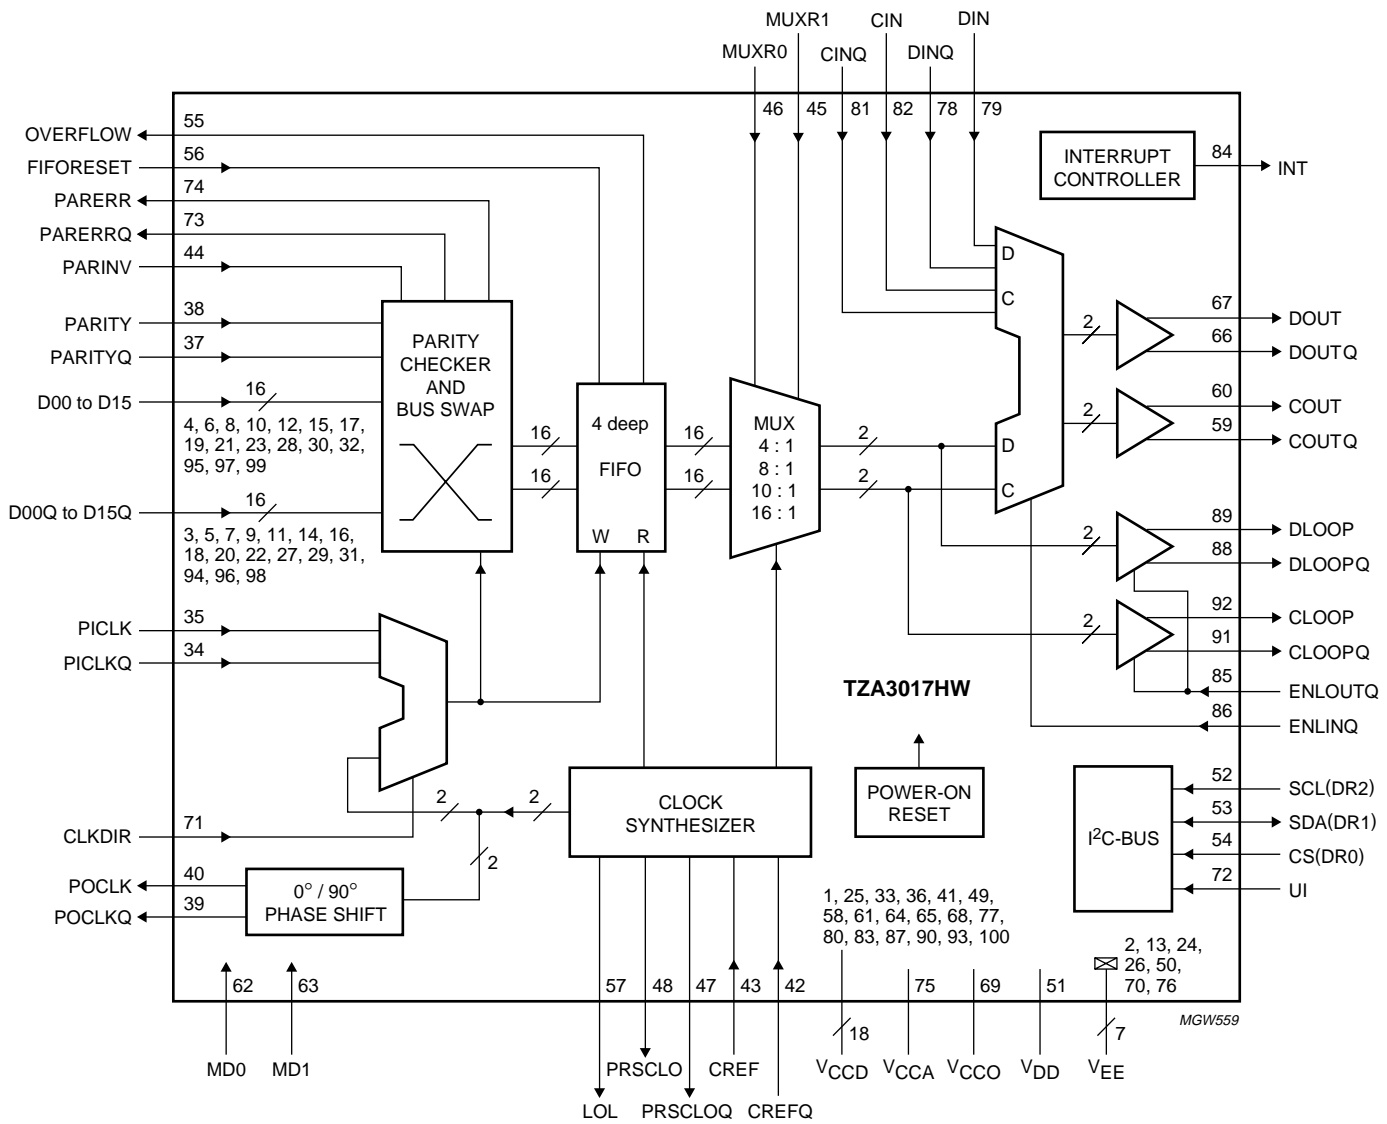 MUXR1
CIN
DIN
MUXR0
CINQ
DINQ
46
45
81
82
78
79
OVERFLOW
55
FIFORESET
56
PARERR
74
PARERRQ
73
PARINV
44
PARITY
38
PARITYQ
37
D00 to D15
16
4, 6, 8, 10, 12, 15, 17,
19, 21, 23, 28, 30, 32,
95, 97, 99
D00Q to D15Q
16
3, 5, 7, 9, 11, 14, 16,
18, 20, 22, 27, 29, 31,
94, 96, 98
PARITY
CHECKER
AND
BUS SWAP
16
16
4 deep
FIFO
W
R
16
16
MUX
4 : 1
8 : 1
10 : 1
16 : 1
2
2
D
C
D
C
INTERRUPT
CONTROLLER
84
INT
2
67
DOUT
66
DOUTQ
2
60
COUT
59
COUTQ
2
89
DLOOP
88
DLOOPQ
2
92
CLOOP
91
CLOOPQ
85
ENLOUTQ
86
ENLINQ
PICLK
35
PICLKQ
34
TZA3017HW
POWER-ON
RESET
CLOCK
SYNTHESIZER
2
2
2
CLKDIR
71
POCLK
40
POCLKQ
39
0° / 90°
PHASE SHIFT
I²C-BUS
52
SCL(DR2)
53
SDA(DR1)
54
CS(DR0)
72
UI
1, 25, 33, 36, 41, 49,
58, 61, 64, 65, 68, 77,
80, 83, 87, 90, 93, 100
2, 13, 24,
26, 50,
70, 76
62
63
57
48
47
43
42
75
69
51
MGW559
18
7
MD0
MD1
PRSCLO
CREF
VCCD
VCCA
VCCO
VDD
VEE
LOL
PRSCLOQ
CREFQ